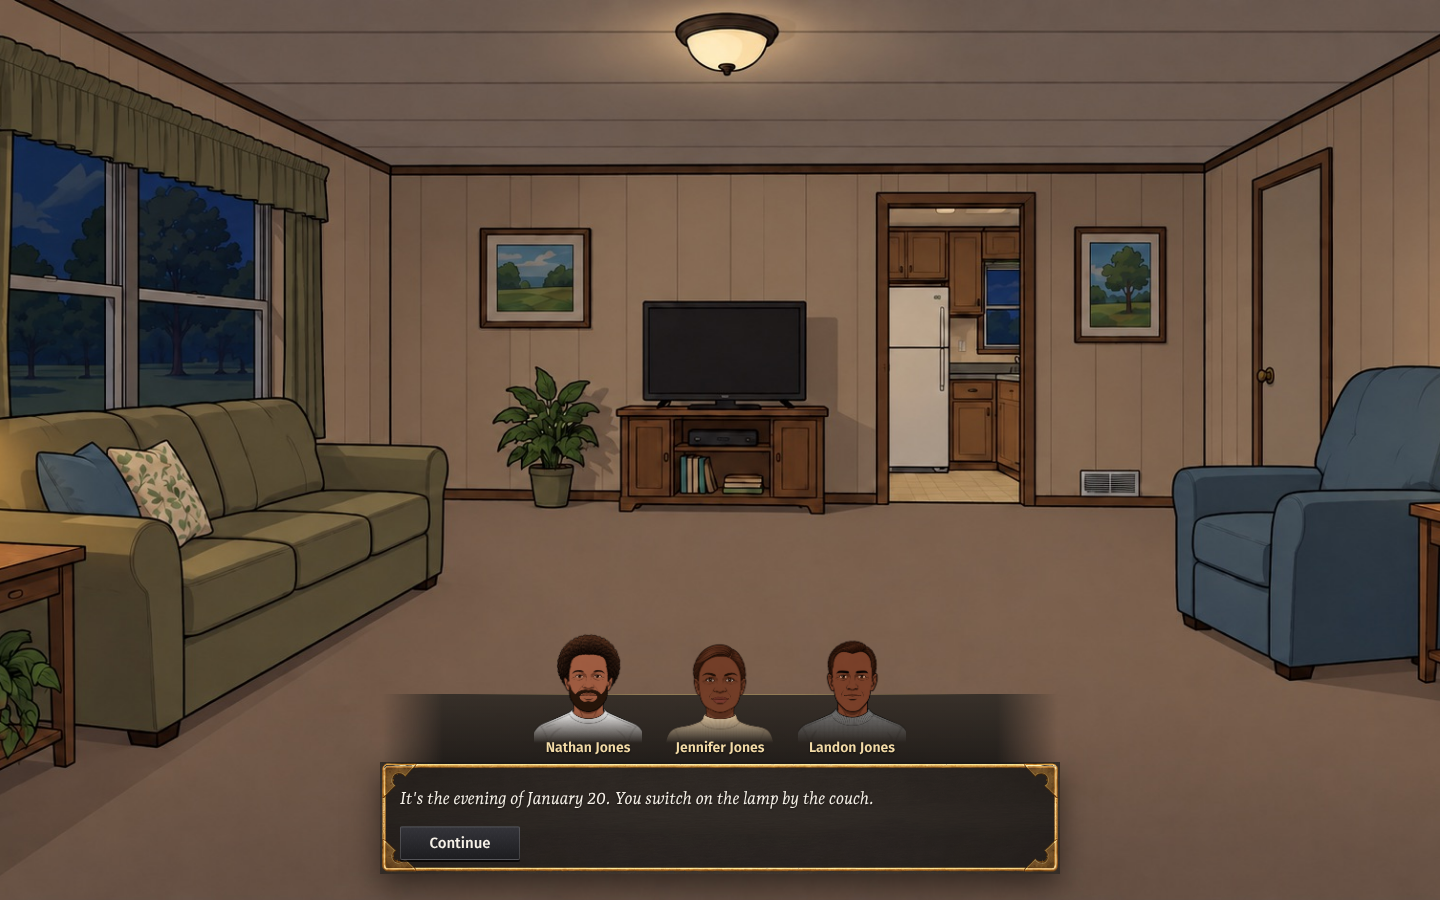 Nathan Jones
Jennifer Jones
Landon Jones
It's the evening of January 20. You switch on the lamp by the couch.
Continue